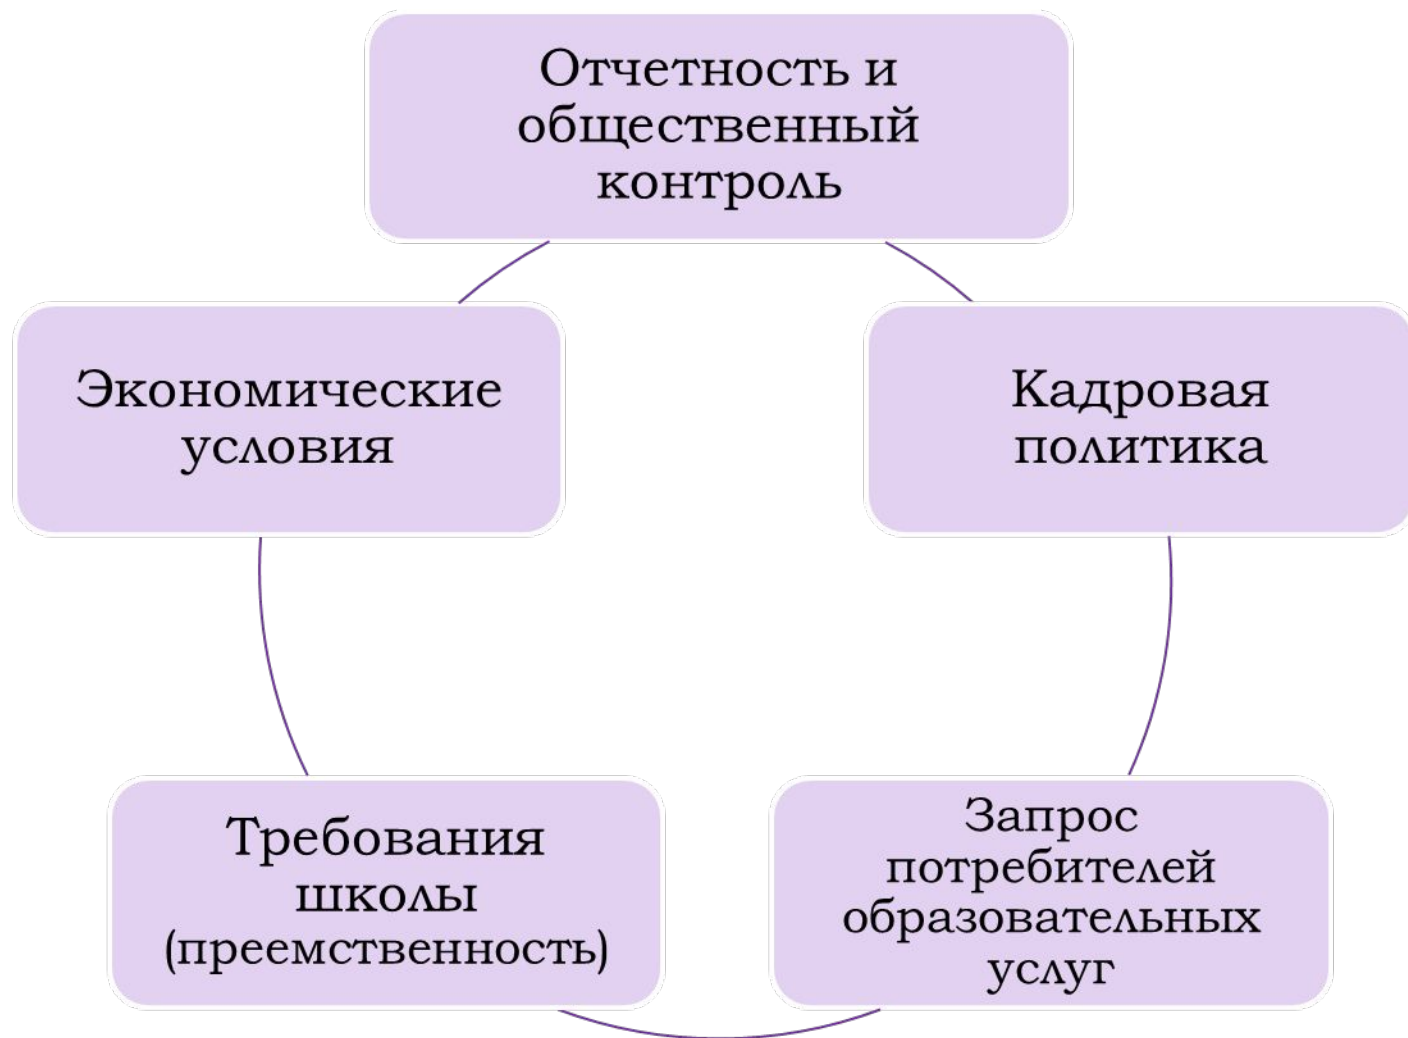 Отчетность и
общественный
контроль
Экономические
условия
Кадровая
политика
Требования
школы
(преемственность)
Запрос
потребителей
образовательных
услуг